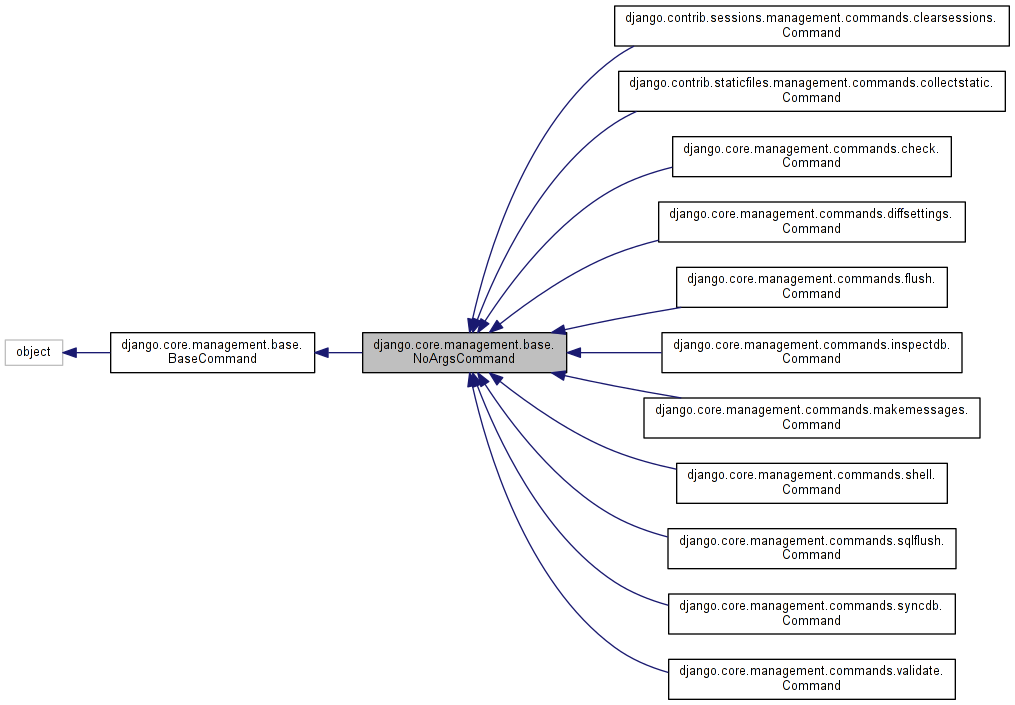 object
django.core.management.base.
BaseCommand
django.core.management.base.
NoArgsCommand
django.contrib.sessions.management.commands.clearsessions.
Command
django.contrib.staticfiles.management.commands.collectstatic.
Command
django.core.management.commands.check.
Command
django.core.management.commands.diffsettings.
Command
django.core.management.commands.flush.
Command
django.core.management.commands.inspectdb.
Command
django.core.management.commands.makemessages.
Command
django.core.management.commands.shell.
Command
django.core.management.commands.sqlflush.
Command
django.core.management.commands.syncdb.
Command
django.core.management.commands.validate.
Command